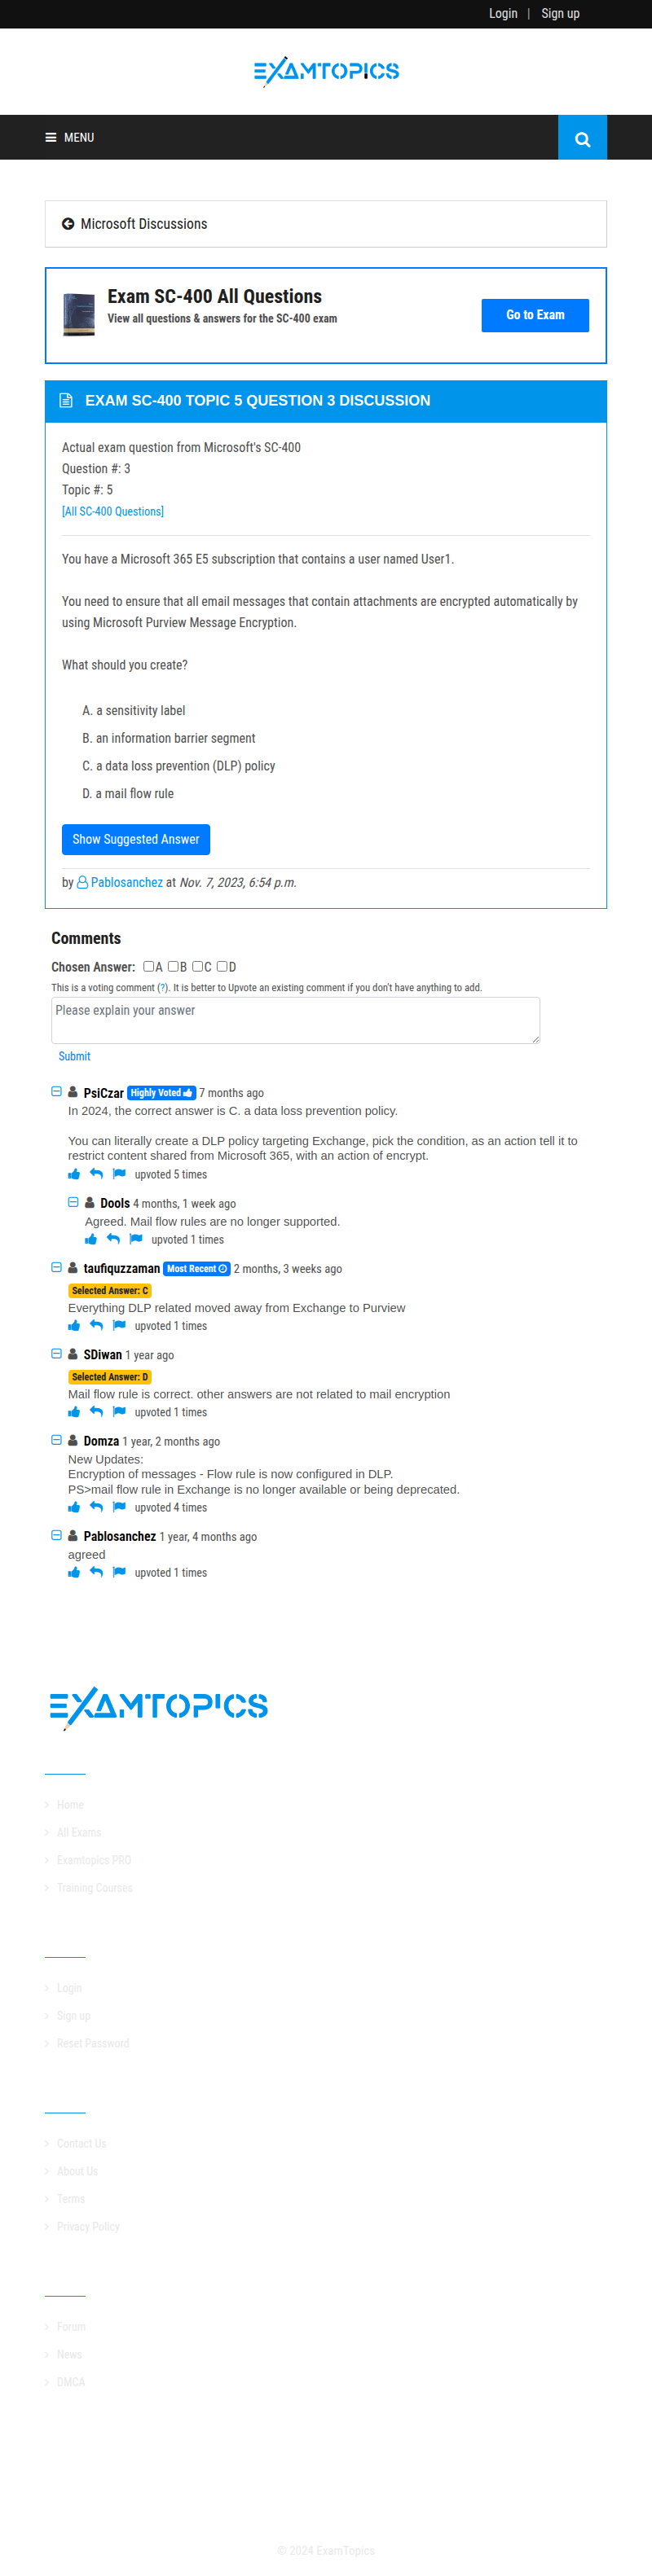 Login | Sign up
EXAMTOPICS
MENU
Microsoft Discussions
Exam SC-400 All Questions
View all questions & answers for the SC-400 exam
Go to Exam
EXAM SC-400 TOPIC 5 QUESTION 3 DISCUSSION
Actual exam question from Microsoft's SC-400
Question #: 3
Topic #: 5
[All SC-400 Questions]
You have a Microsoft 365 E5 subscription that contains a user named User1.
You need to ensure that all email messages that contain attachments are encrypted automatically by
using Microsoft Purview Message Encryption.
What should you create?
A. a sensitivity label
B. an information barrier segment
C. a data loss prevention (DLP) policy
D. a mail flow rule
Show Suggested Answer
by Pablosanchez at Nov. 7, 2023, 6:54 p.m.
Comments
Chosen Answer: A B C D
This is a voting comment (?). It is better to Upvote an existing comment if you don't have anything to add.
Please explain your answer
Submit
PsiCzar Highly Voted 7 months ago
In 2024, the correct answer is C. a data loss prevention policy.
You can literally create a DLP policy targeting Exchange, pick the condition, as an action tell it to
restrict content shared from Microsoft 365, with an action of encrypt.
upvoted 5 times
Dools 4 months, 1 week ago
Agreed. Mail flow rules are no longer supported.
upvoted 1 times
taufiquzzaman Most Recent 2 months, 3 weeks ago
Selected Answer: C
Everything DLP related moved away from Exchange to Purview
upvoted 1 times
SDiwan 1 year ago
Selected Answer: D
Mail flow rule is correct. other answers are not related to mail encryption
upvoted 1 times
Domza 1 year, 2 months ago
New Updates:
Encryption of messages - Flow rule is now configured in DLP.
PS>mail flow rule in Exchange is no longer available or being deprecated.
upvoted 4 times
Pablosanchez 1 year, 4 months ago
agreed
upvoted 1 times
EXAMTOPICS
Home
All Exams
Examtopics PRO
Training Courses
Login
Sign up
Reset Password
Contact Us
About Us
Terms
Privacy Policy
Forum
News
DMCA
© 2024 ExamTopics